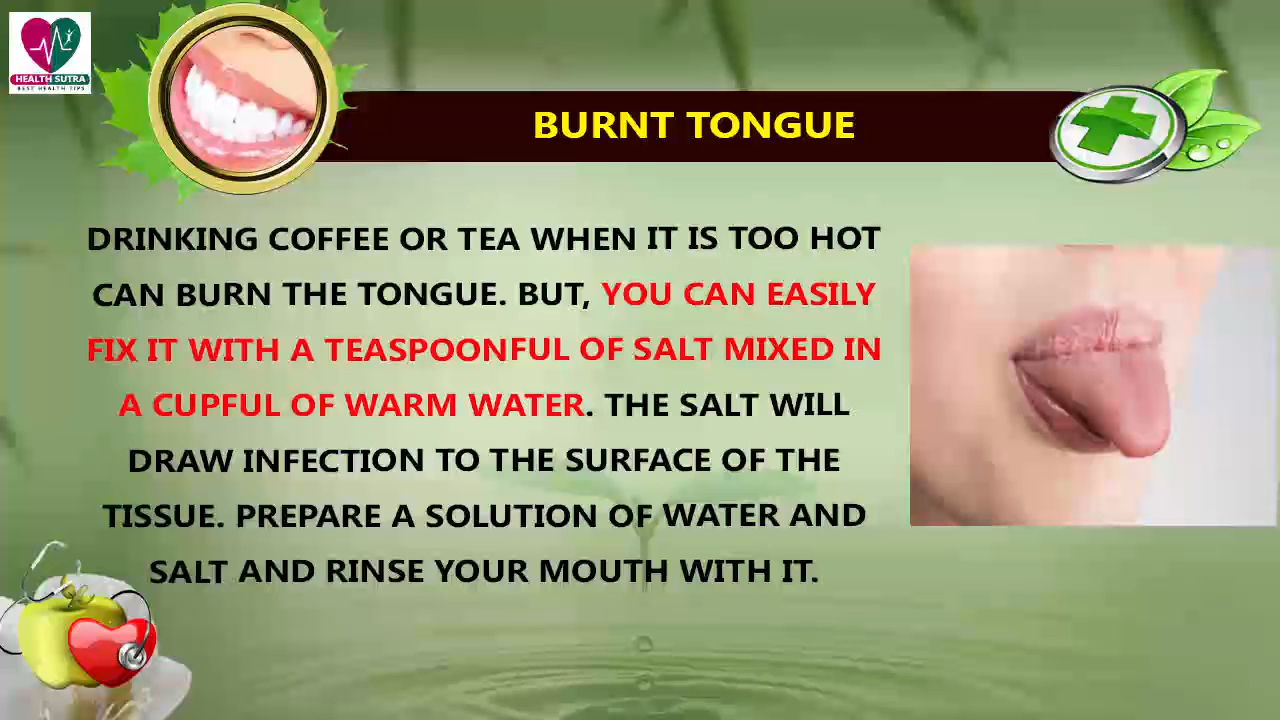 HEALTH SUTRA
BEST HEALTH TIPS
BURNT TONGUE
DRINKING COFFEE OR TEA WHEN IT IS TOO HOT
CAN BURN THE TONGUE. BUT, YOU CAN EASILY
FIX IT WITH A TEASPOONFUL OF SALT MIXED IN
A CUPFUL OF WARM WATER. THE SALT WILL
DRAW INFECTION TO THE SURFACE OF THE
TISSUE. PREPARE A SOLUTION OF WATER AND
SALT AND RINSE YOUR MOUTH WITH IT.